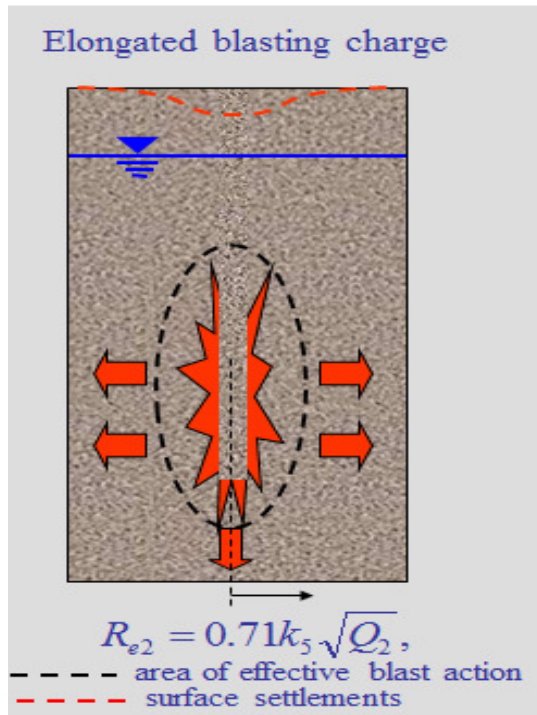 Elongated blasting charge
R_{e2} = 0.71k_5\sqrt{Q_2},
area of effective blast action
surface settlements